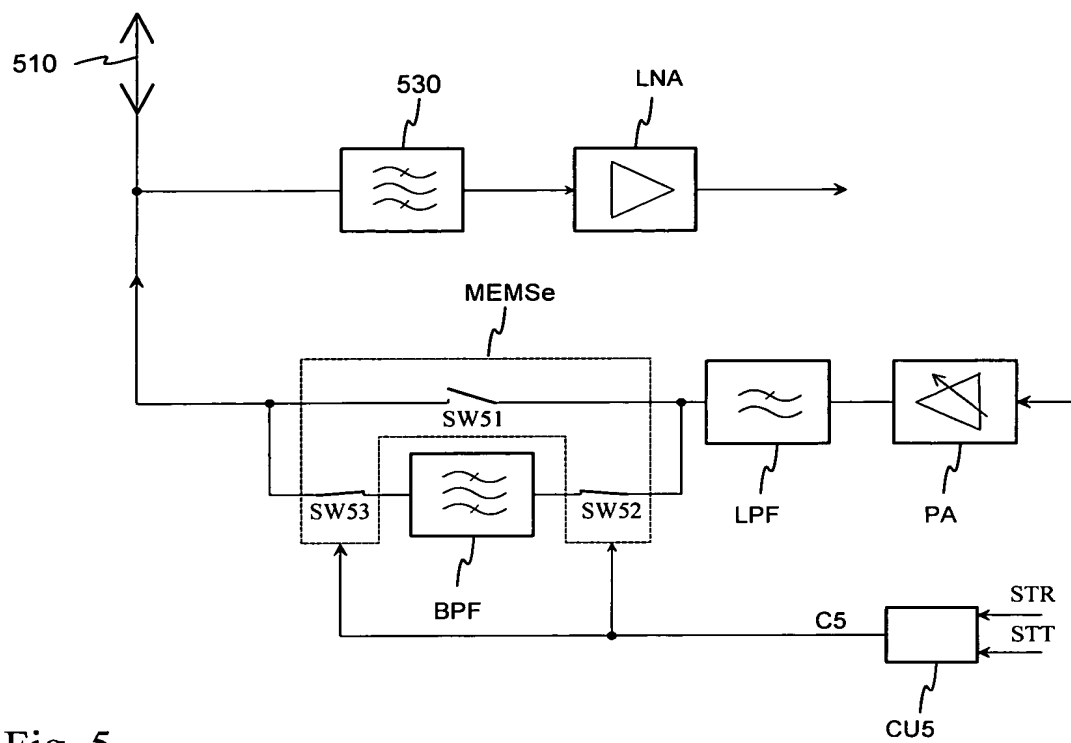 510
530
LNA
MEMSe
SW51
SW53
SW52
BPF
LPF
PA
C5
STR
STT
CU5
Fig. 5